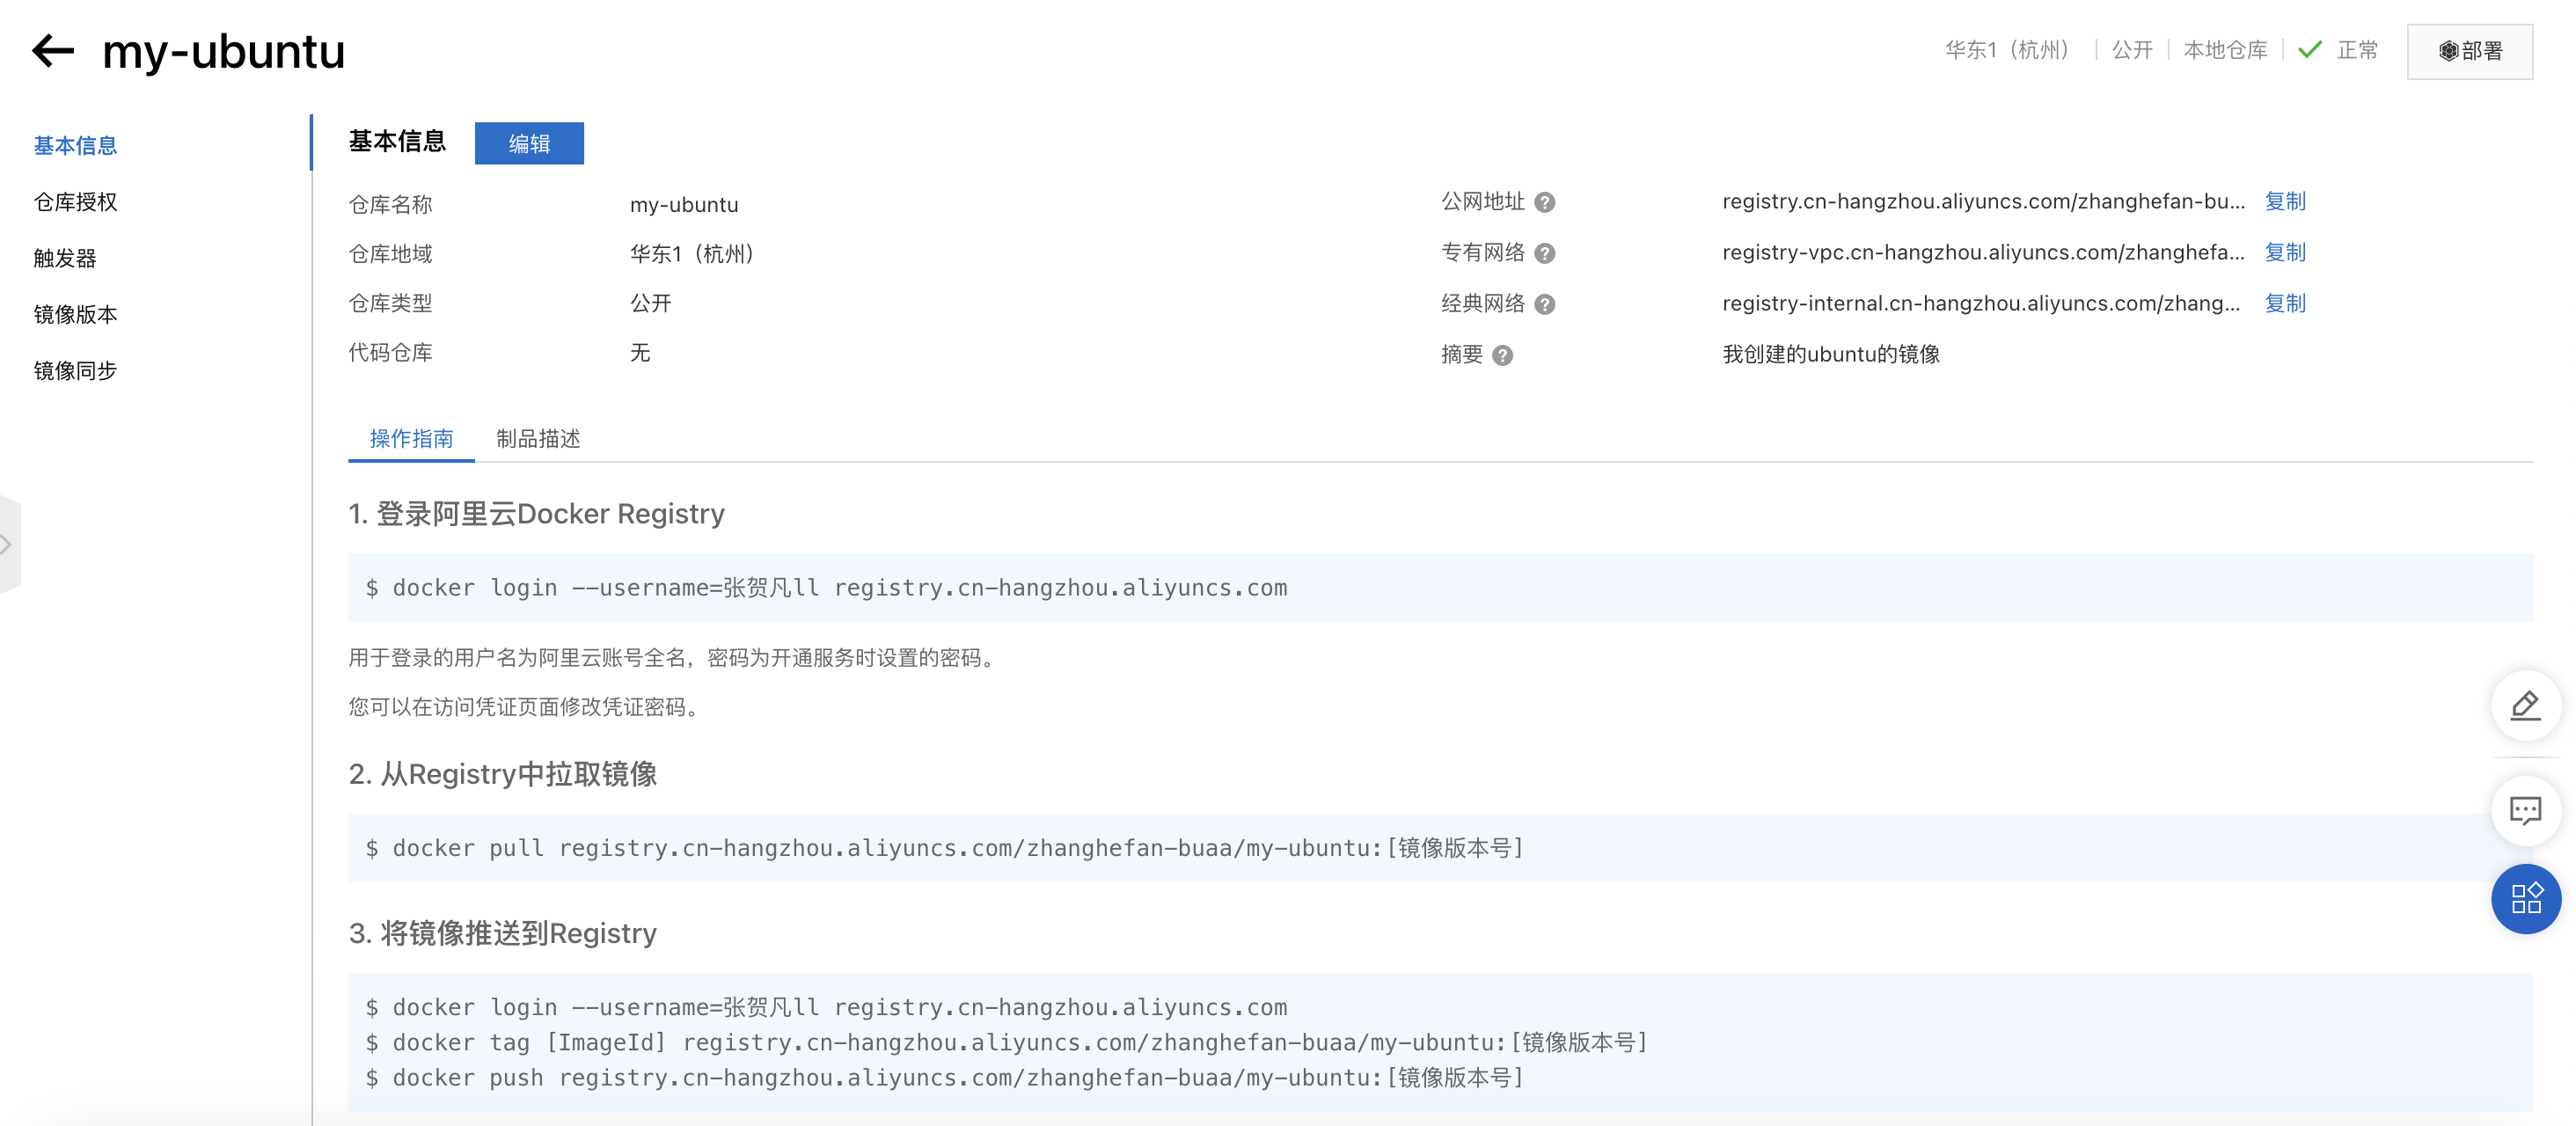 my-ubuntu
华东1（杭州） 公开 本地仓库 正常 部署
基本信息
仓库授权
触发器
镜像版本
镜像同步
基本信息 编辑
仓库名称 my-ubuntu
仓库地域 华东1（杭州）
仓库类型 公开
代码仓库 无
公网地址 registry.cn-hangzhou.aliyuncs.com/zhanghefan-bu... 复制
专有网络 registry-vpc.cn-hangzhou.aliyuncs.com/zhanghefa... 复制
经典网络 registry-internal.cn-hangzhou.aliyuncs.com/zhang... 复制
摘要 我创建的ubuntu的镜像
操作指南 制品描述
1. 登录阿里云Docker Registry
$ docker login --username=张贺凡ll registry.cn-hangzhou.aliyuncs.com
用于登录的用户名为阿里云账号全名，密码为开通服务时设置的密码。
您可以在访问凭证页面修改凭证密码。
2. 从Registry中拉取镜像
$ docker pull registry.cn-hangzhou.aliyuncs.com/zhanghefan-buaa/my-ubuntu:[镜像版本号]
3. 将镜像推送到Registry
$ docker login --username=张贺凡ll registry.cn-hangzhou.aliyuncs.com
$ docker tag [ImageId] registry.cn-hangzhou.aliyuncs.com/zhanghefan-buaa/my-ubuntu:[镜像版本号]
$ docker push registry.cn-hangzhou.aliyuncs.com/zhanghefan-buaa/my-ubuntu:[镜像版本号]